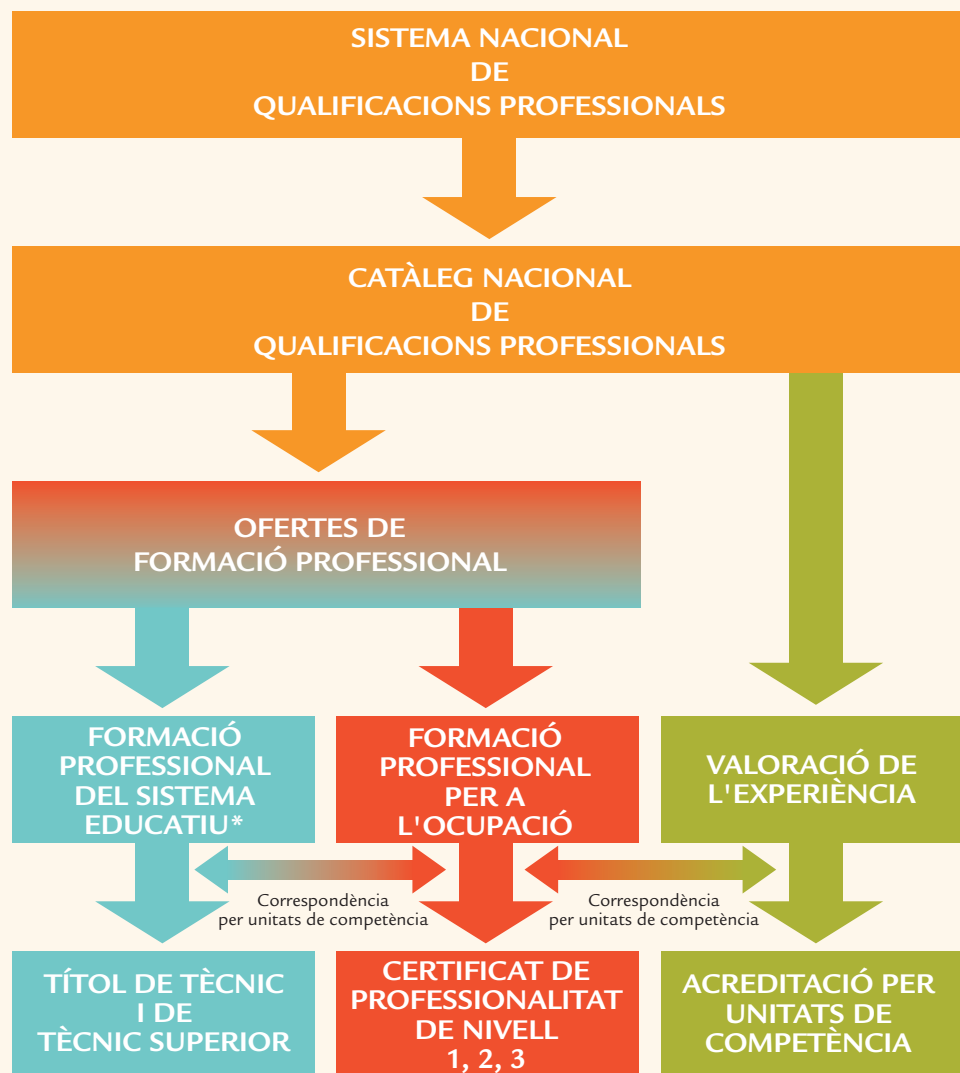 SISTEMA NACIONAL
DE
QUALIFICACIONS PROFESSIONALS
CATÀLEG NACIONAL
DE
QUALIFICACIONS PROFESSIONALS
OFERTES DE
FORMACIÓ PROFESSIONAL
FORMACIÓ
PROFESSIONAL
DEL SISTEMA
EDUCATIU*
FORMACIÓ
PROFESSIONAL
PER A
L'OCUPACIÓ
VALORACIÓ DE
L'EXPERIÈNCIA
Correspondència
per unitats de competència
Correspondència
per unitats de competència
TÍTOL DE TÈCNIC
I DE
TÈCNIC SUPERIOR
CERTIFICAT DE
PROFESSIONALITAT
DE NIVELL
1, 2, 3
ACREDITACIÓ PER
UNITATS DE
COMPETÈNCIA